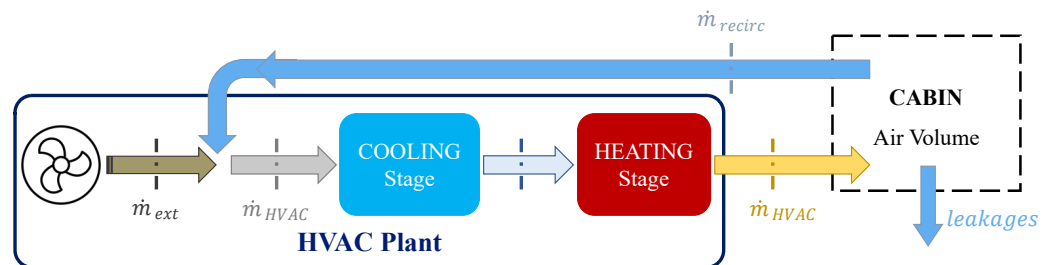 ṁ_recirc
CABIN
Air Volume
COOLING
Stage
HEATING
Stage
ṁ_ext
ṁ_HVAC
ṁ_HVAC
leakages
HVAC Plant